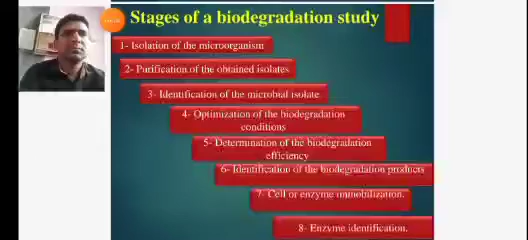 Stages of a biodegradation study
1- Isolation of the microorganism
2- Purification of the obtained isolates
3- Identification of the microbial isolate
4- Optimization of the biodegradation
conditions
5- Determination of the biodegradation
efficiency
6- Identification of the biodegradation products
7- Cell or enzyme immobilization.
8- Enzyme identification.